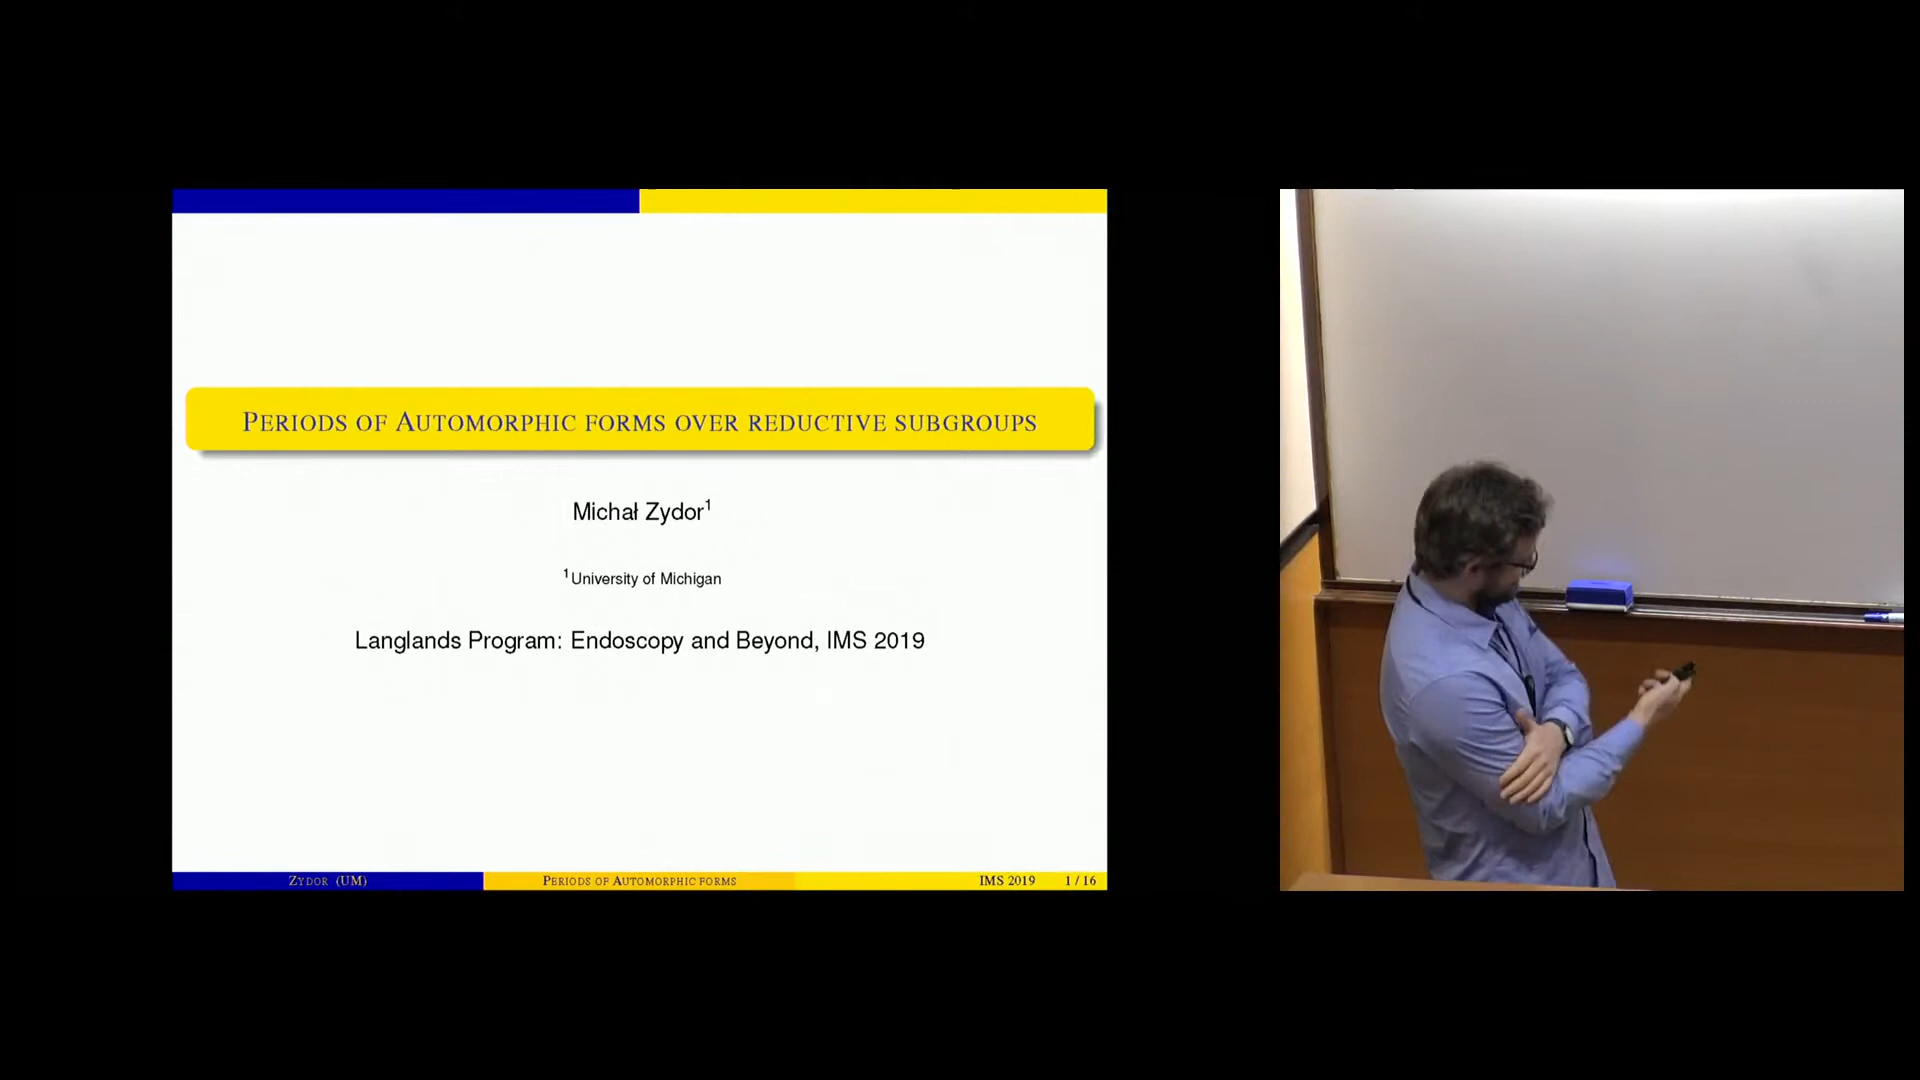 PERIODS OF AUTOMORPHIC FORMS OVER REDUCTIVE SUBGROUPS
Michał Zydor¹
¹University of Michigan
Langlands Program: Endoscopy and Beyond, IMS 2019
ZYDOR (UM) PERIODS OF AUTOMORPHIC FORMS IMS 2019 1 / 16